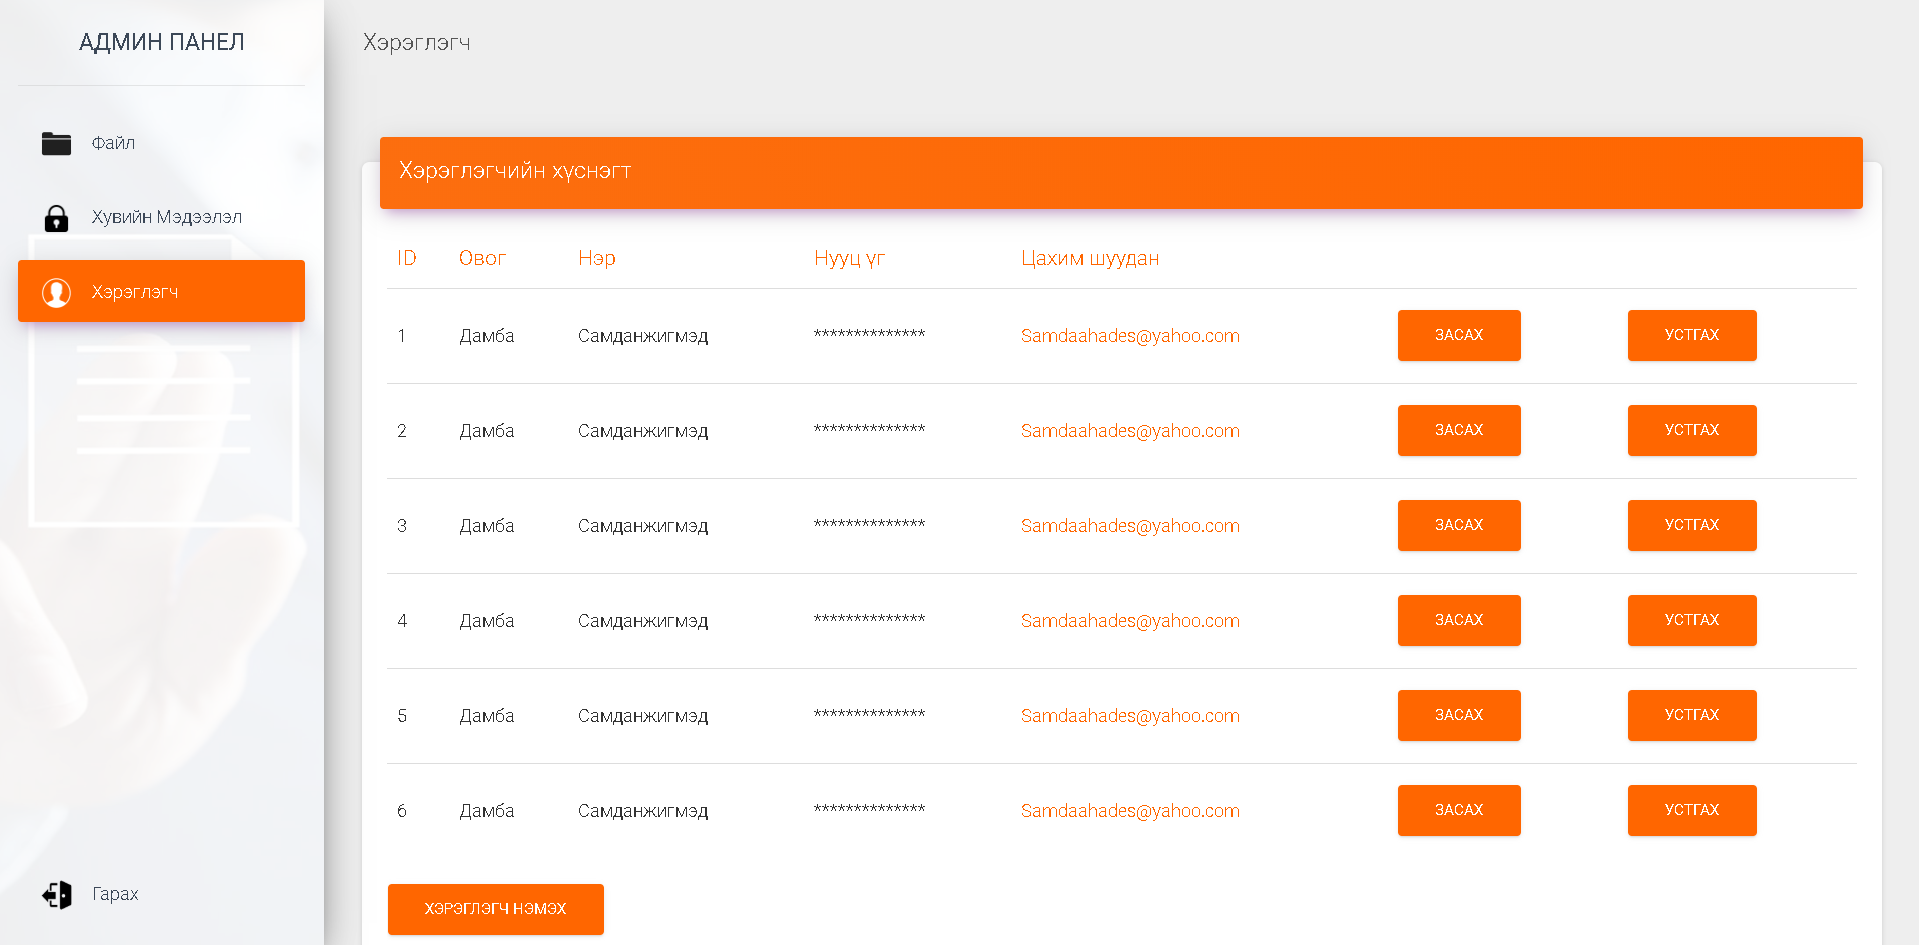 АДМИН ПАНЕЛ
Файл
Хувийн Мэдээлэл
Хэрэглэгч
Гарах
Хэрэглэгч
Хэрэглэгчийн хүснэгт
ID Овог Нэр Нууц үг Цахим шуудан
1 Дамба Самданжигмэд ************** Samdaahades@yahoo.com ЗАСАХ УСТГАХ
2 Дамба Самданжигмэд ************** Samdaahades@yahoo.com ЗАСАХ УСТГАХ
3 Дамба Самданжигмэд ************** Samdaahades@yahoo.com ЗАСАХ УСТГАХ
4 Дамба Самданжигмэд ************** Samdaahades@yahoo.com ЗАСАХ УСТГАХ
5 Дамба Самданжигмэд ************** Samdaahades@yahoo.com ЗАСАХ УСТГАХ
6 Дамба Самданжигмэд ************** Samdaahades@yahoo.com ЗАСАХ УСТГАХ
ХЭРЭГЛЭГЧ НЭМЭХ